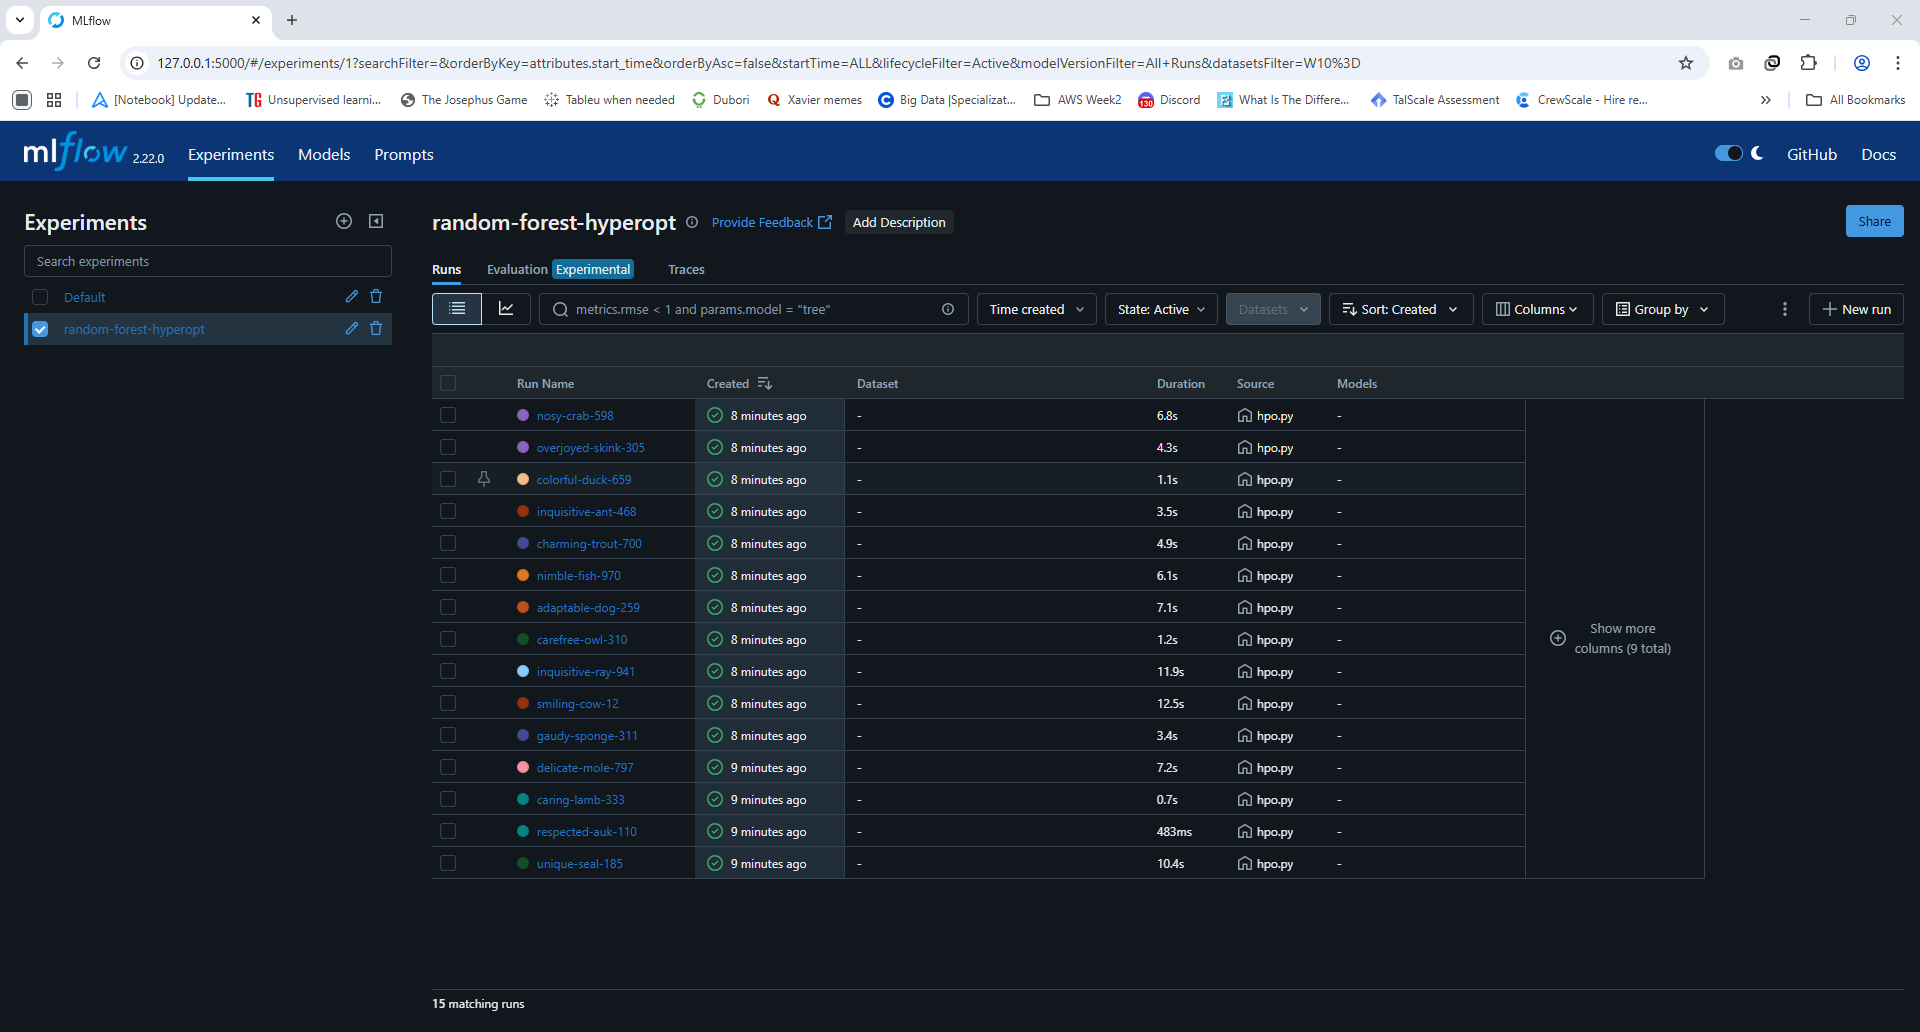 MLflow
127.0.0.1:5000/#/experiments/1?searchFilter=&orderByKey=attributes.start_time&orderByAsc=false&startTime=ALL&lifecycleFilter=Active&modelVersionFilter=All+Runs&datasetsFilter=W10%3D
[Notebook] Update... TG Unsupervised learni... The Josephus Game Tableu when needed Dubori Xavier memes Big Data |Specializat... AWS Week2 130 Discord What Is The Differe... TalScale Assessment CrewScale - Hire re... All Bookmarks
mlflow 2.22.0 Experiments Models Prompts GitHub Docs
Experiments
Search experiments
Default
random-forest-hyperopt
random-forest-hyperopt Provide Feedback Add Description Share
Runs Evaluation Experimental Traces
metrics.rmse < 1 and params.model = "tree" Time created State: Active Datasets Sort: Created Columns Group by New run
Run Name Created Dataset Duration Source Models
nosy-crab-598 8 minutes ago - 6.8s hpo.py -
overjoyed-skink-305 8 minutes ago - 4.3s hpo.py -
colorful-duck-659 8 minutes ago - 1.1s hpo.py -
inquisitive-ant-468 8 minutes ago - 3.5s hpo.py -
charming-trout-700 8 minutes ago - 4.9s hpo.py -
nimble-fish-970 8 minutes ago - 6.1s hpo.py -
adaptable-dog-259 8 minutes ago - 7.1s hpo.py -
carefree-owl-310 8 minutes ago - 1.2s hpo.py -
inquisitive-ray-941 8 minutes ago - 11.9s hpo.py -
smiling-cow-12 8 minutes ago - 12.5s hpo.py -
gaudy-sponge-311 8 minutes ago - 3.4s hpo.py -
delicate-mole-797 9 minutes ago - 7.2s hpo.py -
caring-lamb-333 9 minutes ago - 0.7s hpo.py -
respected-auk-110 9 minutes ago - 483ms hpo.py -
unique-seal-185 9 minutes ago - 10.4s hpo.py -
Show more
columns (9 total)
15 matching runs